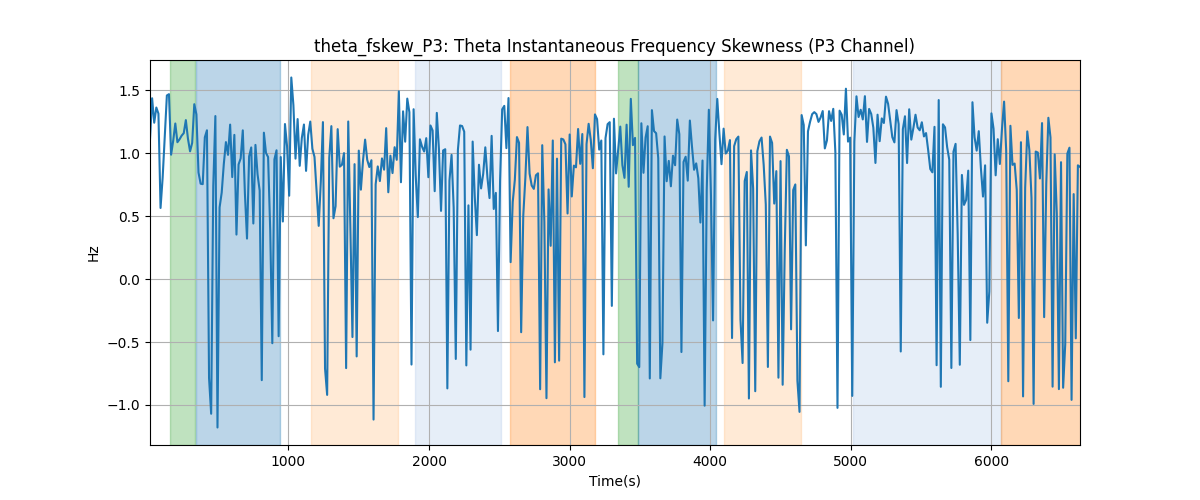 theta_fskew_P3: Theta Instantaneous Frequency Skewness (P3 Channel)
1.5
1.0
0.5
0.0
−0.5
−1.0
Hz
1000 2000 3000 4000 5000 6000
Time(s)